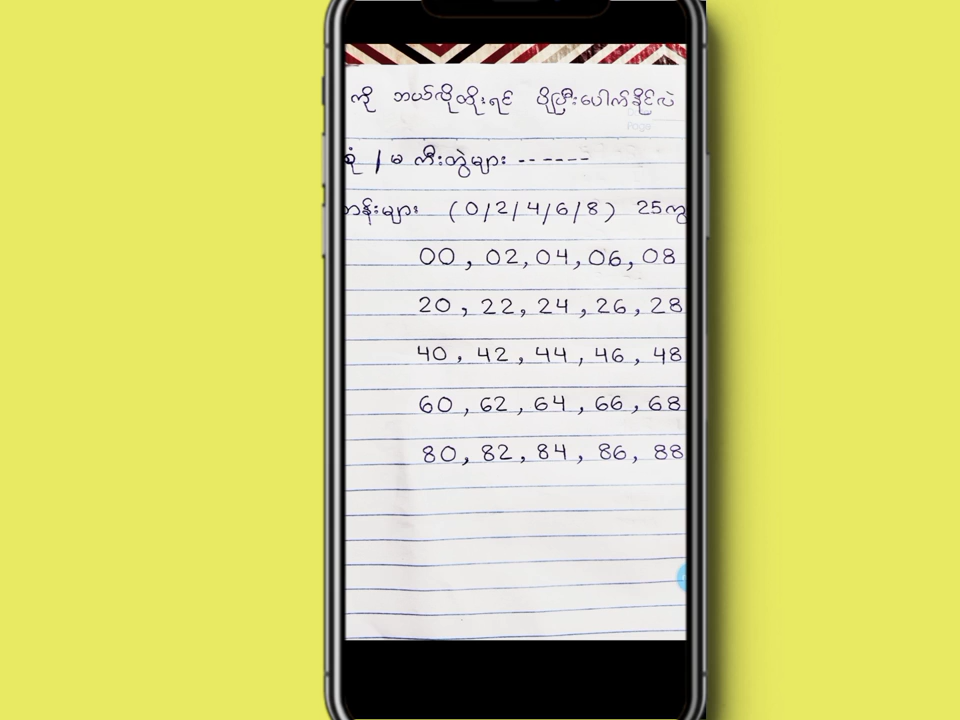 ကို ဘယ်လိုထိုးရင် ပိုပြီးပေါက်နိုင်လဲ
စုံ / မ ကီးတွဲများ ------
(0/2/4/6/8) 25ကွ
00, 02, 04, 06, 08
20, 22, 24, 26, 28
40, 42, 44, 46, 48
60, 62, 64, 66, 68
80, 82, 84, 86, 88